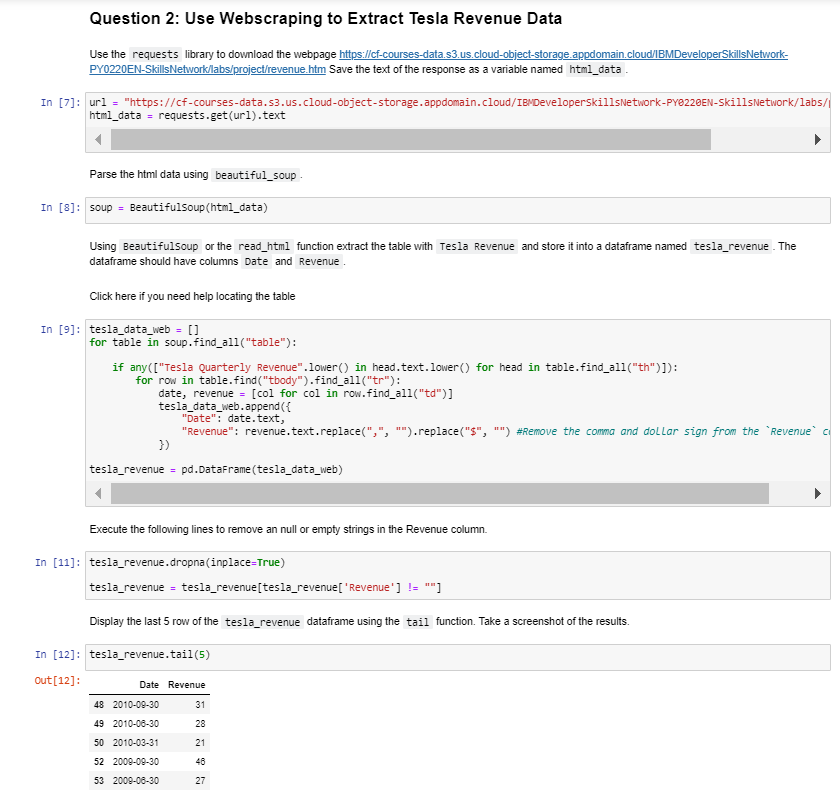 Question 2: Use Webscraping to Extract Tesla Revenue Data
Use the requests library to download the webpage https://cf-courses-data.s3.us.cloud-object-storage.appdomain.cloud/IBMDeveloperSkillsNetwork-
PY0220EN-SkillsNetwork/labs/project/revenue.htm Save the text of the response as a variable named html_data .
In [7]: url = "https://cf-courses-data.s3.us.cloud-object-storage.appdomain.cloud/IBMDeveloperSkillsNetwork-PY0220EN-SkillsNetwork/labs/
html_data = requests.get(url).text
Parse the html data using beautiful_soup .
In [8]: soup = BeautifulSoup(html_data)
Using BeautifulSoup or the read_html function extract the table with Tesla Revenue and store it into a dataframe named tesla_revenue . The
dataframe should have columns Date and Revenue .
Click here if you need help locating the table
In [9]: tesla_data_web = []
for table in soup.find_all("table"):
if any(["Tesla Quarterly Revenue".lower() in head.text.lower() for head in table.find_all("th")]):
for row in table.find("tbody").find_all("tr"):
date, revenue = [col for col in row.find_all("td")]
tesla_data_web.append({
"Date": date.text,
"Revenue": revenue.text.replace(",", "").replace("$", "") #Remove the comma and dollar sign from the `Revenue`
})
tesla_revenue = pd.DataFrame(tesla_data_web)
Execute the following lines to remove an null or empty strings in the Revenue column.
In [11]: tesla_revenue.dropna(inplace=True)
tesla_revenue = tesla_revenue[tesla_revenue['Revenue'] != ""]
Display the last 5 row of the tesla_revenue dataframe using the tail function. Take a screenshot of the results.
In [12]: tesla_revenue.tail(5)
Out[12]:
Date Revenue
48 2010-09-30 31
49 2010-06-30 28
50 2010-03-31 21
52 2009-09-30 46
53 2009-06-30 27